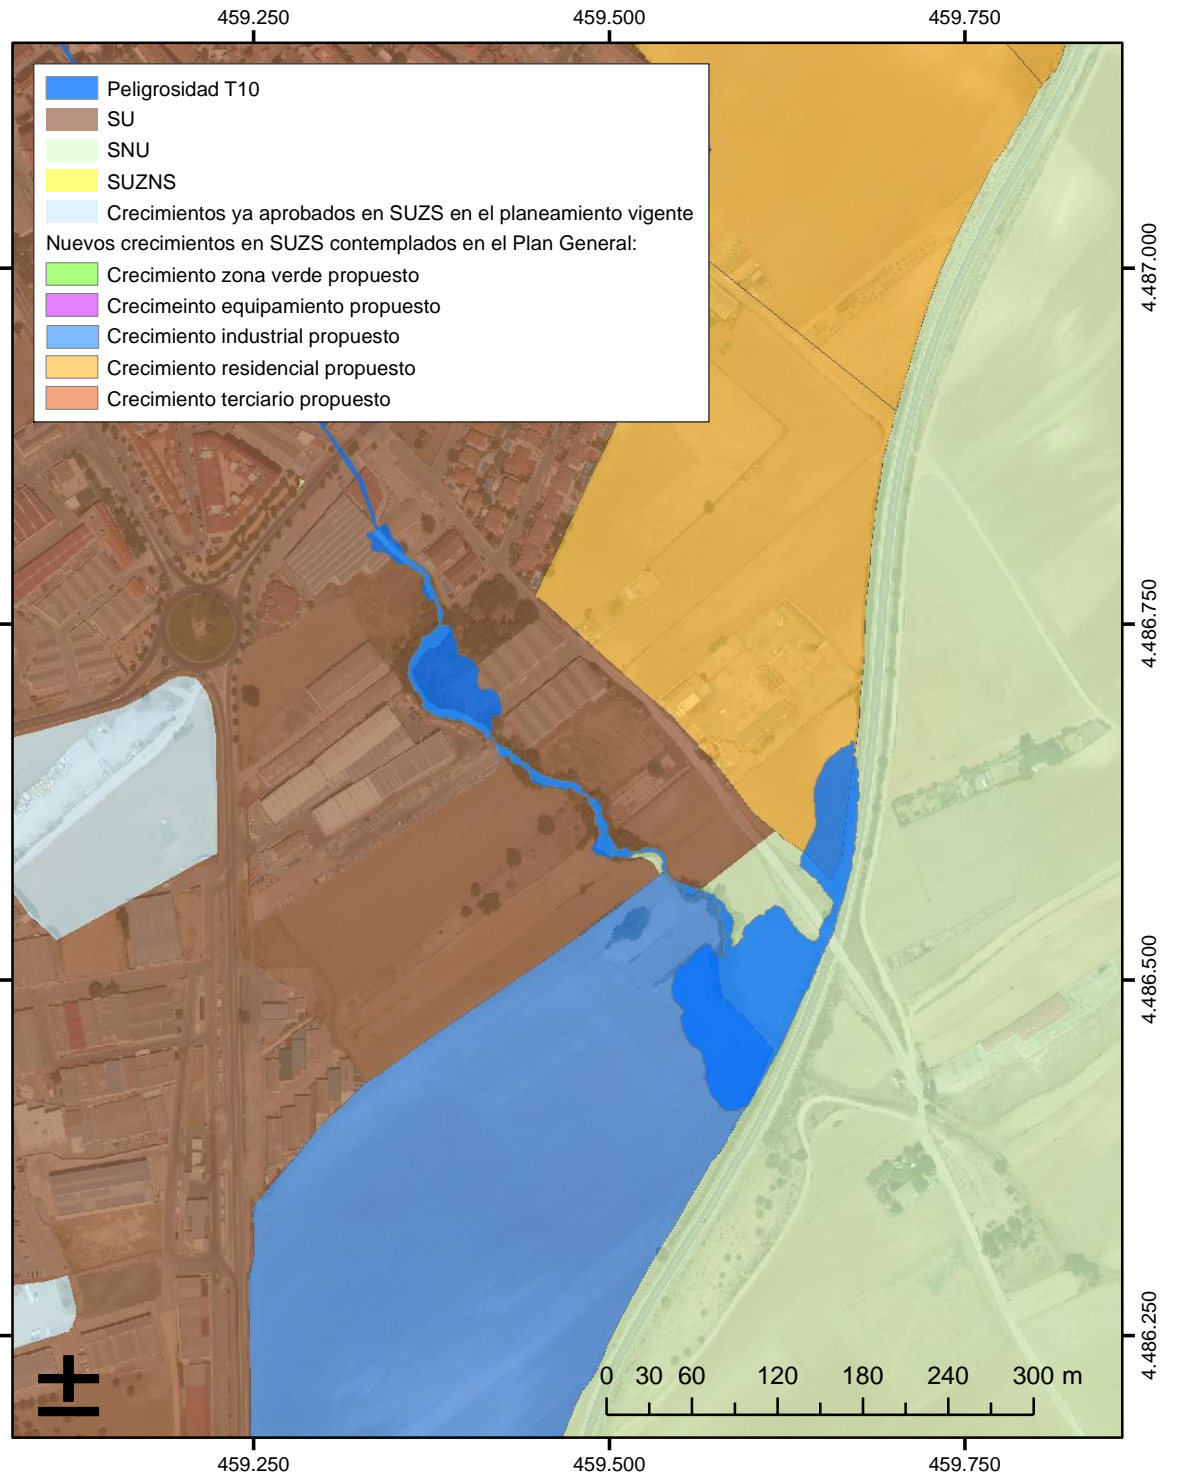 459.250 459.500 459.750
Peligrosidad T10
SU
SNU
SUZNS
Crecimientos ya aprobados en SUZS en el planeamiento vigente
Nuevos crecimientos en SUZS contemplados en el Plan General:
Crecimiento zona verde propuesto
Crecimeinto equipamiento propuesto
Crecimiento industrial propuesto
Crecimiento residencial propuesto
Crecimiento terciario propuesto
4.487.000
4.486.750
4.486.500
4.486.250
0 30 60 120 180 240 300 m
459.250 459.500 459.750